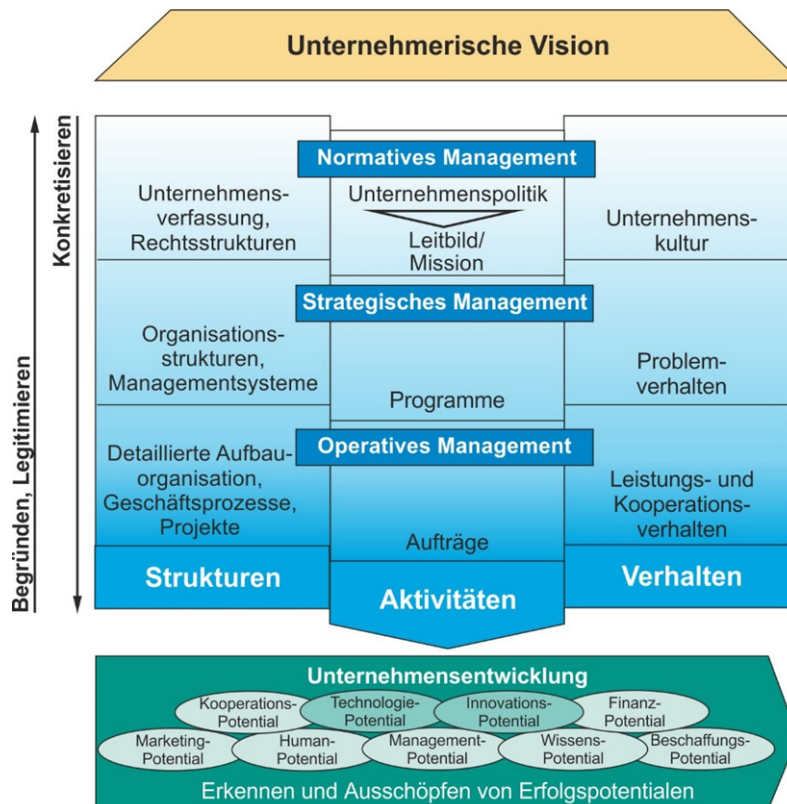 Unternehmerische Vision
Begründen, Legitimieren
Konkretisieren
Normatives Management
Unternehmens-
verfassung,
Rechtsstrukturen
Unternehmenspolitik
Leitbild/
Mission
Unternehmens-
kultur
Strategisches Management
Organisations-
strukturen,
Managementsysteme
Programme
Problem-
verhalten
Operatives Management
Detaillierte Aufbau-
organisation,
Geschäftsprozesse,
Projekte
Aufträge
Leistungs- und
Kooperations-
verhalten
Strukturen
Aktivitäten
Verhalten
Unternehmensentwicklung
Kooperations-
Potential
Technologie-
Potential
Innovations-
Potential
Finanz-
Potential
Marketing-
Potential
Human-
Potential
Management-
Potential
Wissens-
Potential
Beschaffungs-
Potential
Erkennen und Ausschöpfen von Erfolgspotentialen